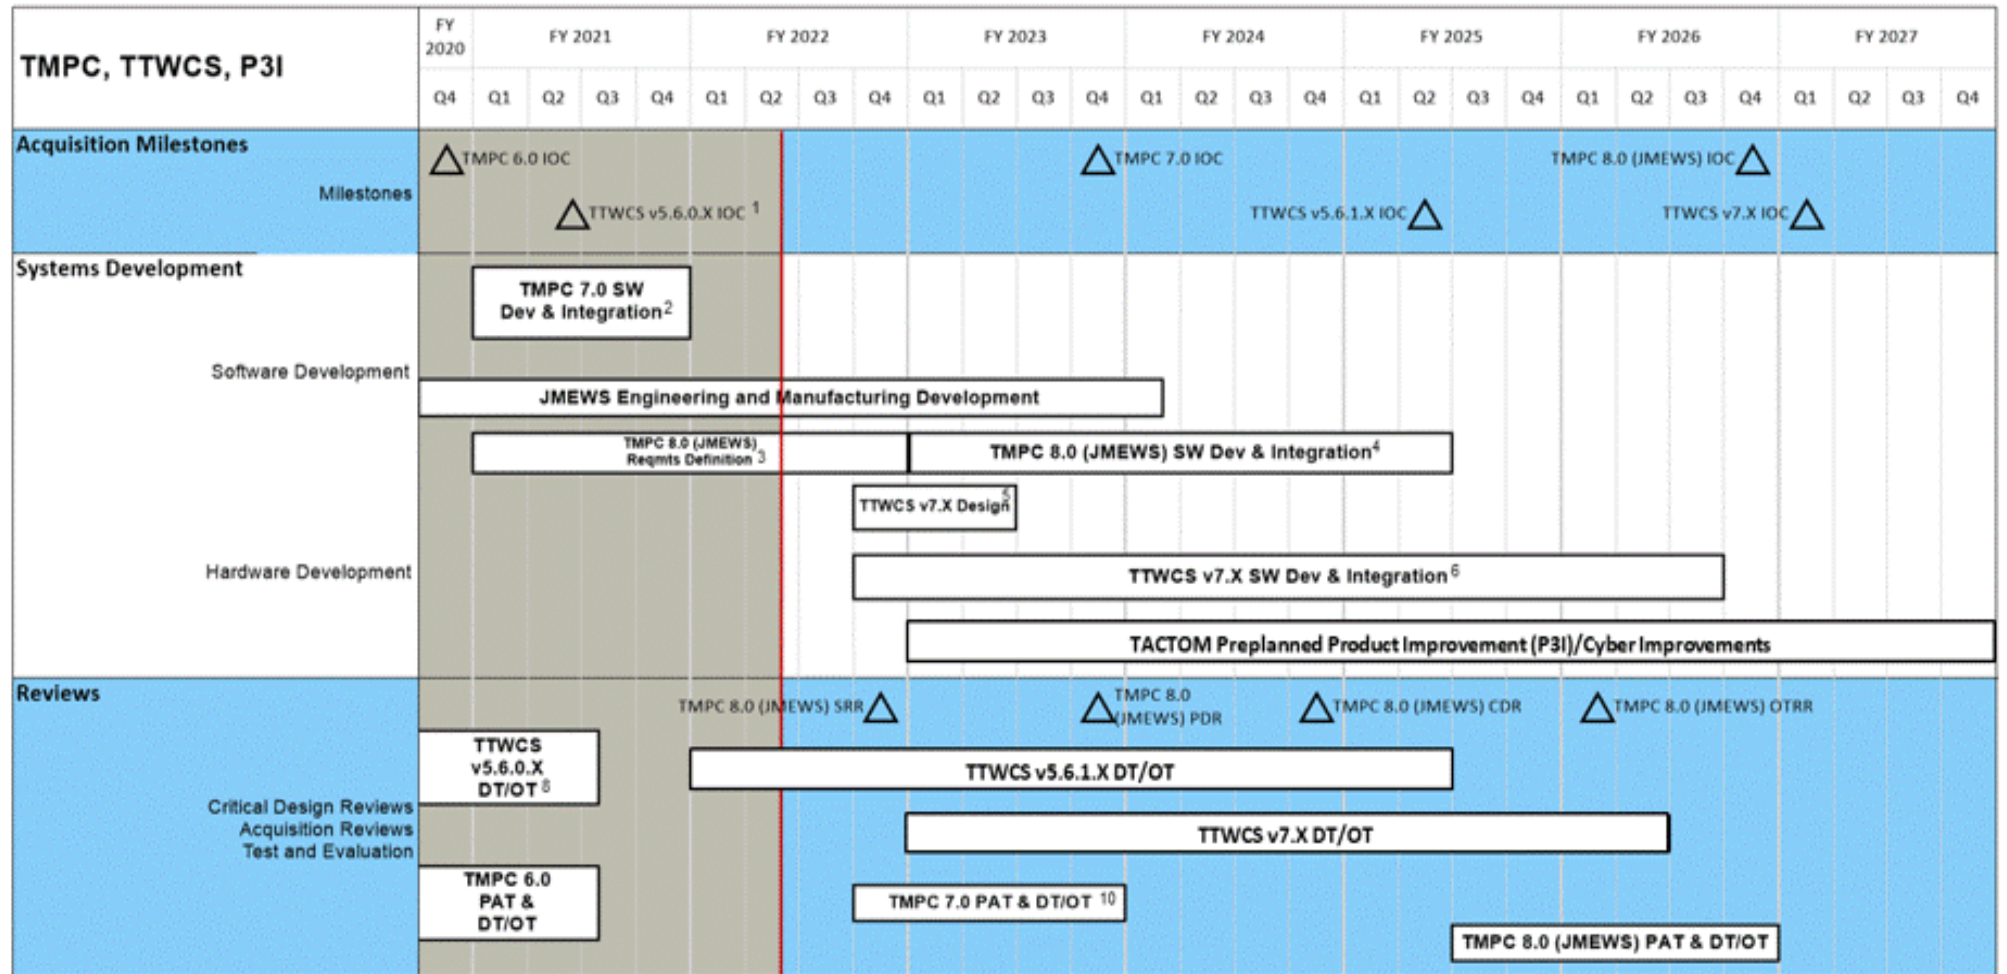 TMPC, TTWCS, P3I
FY
2020
FY 2021
FY 2022
FY 2023
FY 2024
FY 2025
FY 2026
FY 2027
Q4 Q1 Q2 Q3 Q4 Q1 Q2 Q3 Q4 Q1 Q2 Q3 Q4 Q1 Q2 Q3 Q4 Q1 Q2 Q3 Q4 Q1 Q2 Q3 Q4 Q1 Q2 Q3 Q4
Acquisition Milestones
Milestones
TMPC 6.0 IOC
TMPC 7.0 IOC
TMPC 8.0 (JMEWS) IOC
TTWCS v5.6.0.X IOC 1
TTWCS v5.6.1.X IOC
TTWCS v7.X IOC
Systems Development
TMPC 7.0 SW
Dev & Integration 2
Software Development
JMEWS Engineering and Manufacturing Development
TMPC 8.0 (JMEWS)
Reqmts Definition 3
TMPC 8.0 (JMEWS) SW Dev & Integration 4
TTWCS v7.X Design 5
Hardware Development
TTWCS v7.X SW Dev & Integration 6
TACTOM Preplanned Product Improvement (P3I)/Cyber Improvements
Reviews
TMPC 8.0 (JMEWS) SRR
TMPC 8.0
(JMEWS) PDR
TMPC 8.0 (JMEWS) CDR
TMPC 8.0 (JMEWS) OTRR
TTWCS
v5.6.0.X
DT/OT 8
TTWCS v5.6.1.X DT/OT
Critical Design Reviews
Acquisition Reviews
Test and Evaluation
TTWCS v7.X DT/OT
TMPC 6.0
PAT &
DT/OT
TMPC 7.0 PAT & DT/OT 10
TMPC 8.0 (JMEWS) PAT & DT/OT